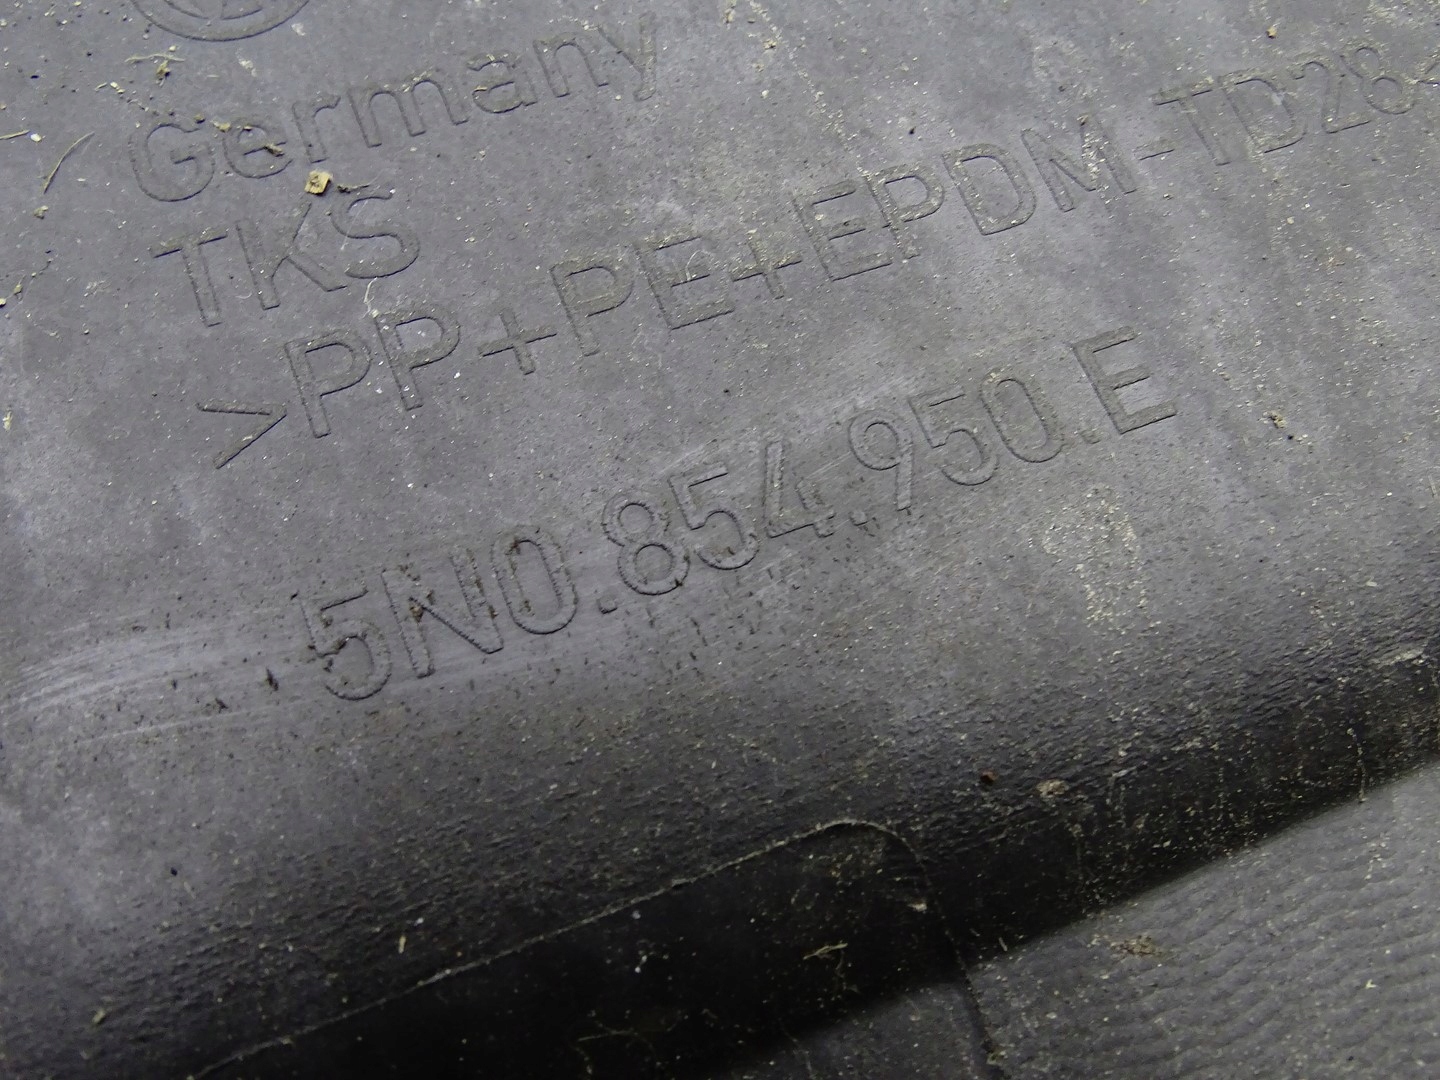 Germany
TKS
>PP+PE+EPDM-TD28<
5N0.854.950.E